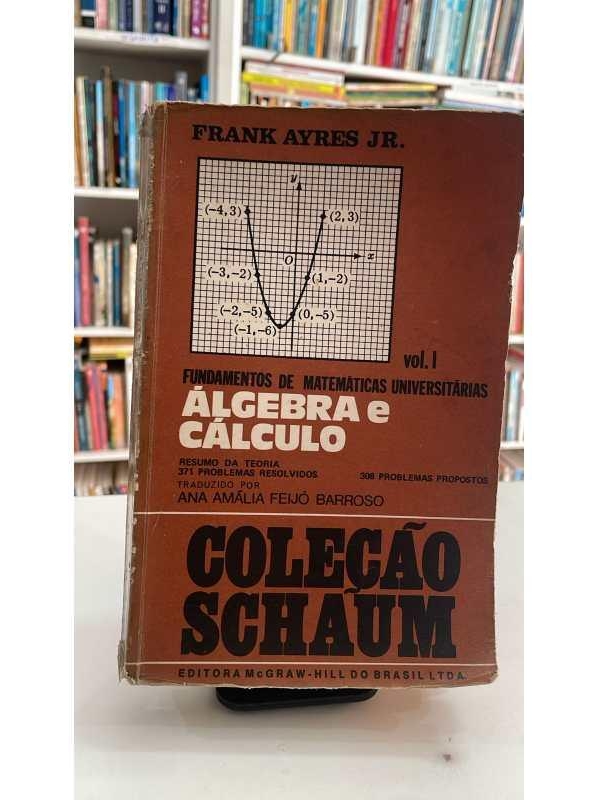 FRANK AYRES JR.
y
(-4,3)
(2,3)
O
x
(-3,-2)
(1,-2)
(-2,-5)
(0,-5)
(-1,-6)
vol. I
FUNDAMENTOS DE MATEMÁTICAS UNIVERSITÁRIAS
ÁLGEBRA e
CÁLCULO
RESUMO DA TEORIA
371 PROBLEMAS RESOLVIDOS 306 PROBLEMAS PROPOSTOS
TRADUZIDO POR
ANA AMÁLIA FEIJÓ BARROSO
COLEÇÃO
SCHAUM
EDITORA McGRAW-HILL DO BRASIL LTDA.